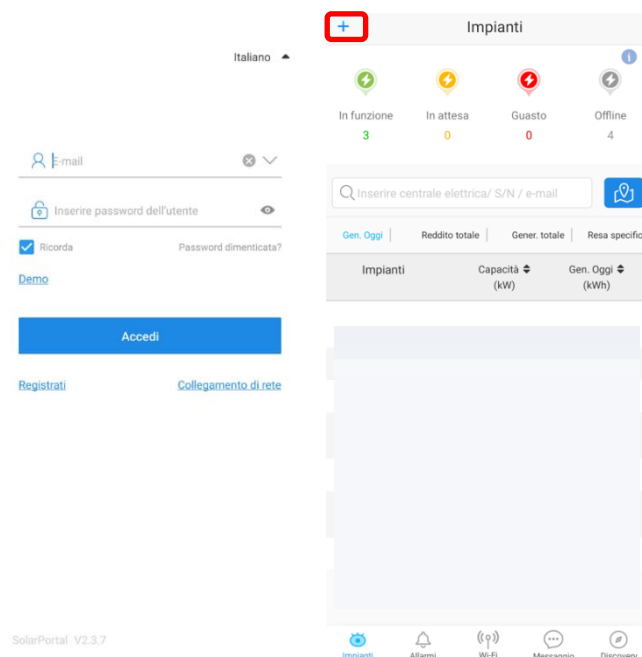 Italiano
E-mail
Inserire password dell'utente
Ricorda
Password dimenticata?
Demo
Accedi
Registrati
Collegamento di rete
SolarPortal V2.3.7
+
Impianti
i
In funzione
In attesa
Guasto
Offline
3
0
0
4
Inserire centrale elettrica/ S/N / e-mail
Gen. Oggi | Reddito totale | Gener. totale | Resa specific
Impianti
Capacità
(kW)
Gen. Oggi
(kWh)
Impianti
Allarmi
Wi-Fi
Messaggio
Discovery